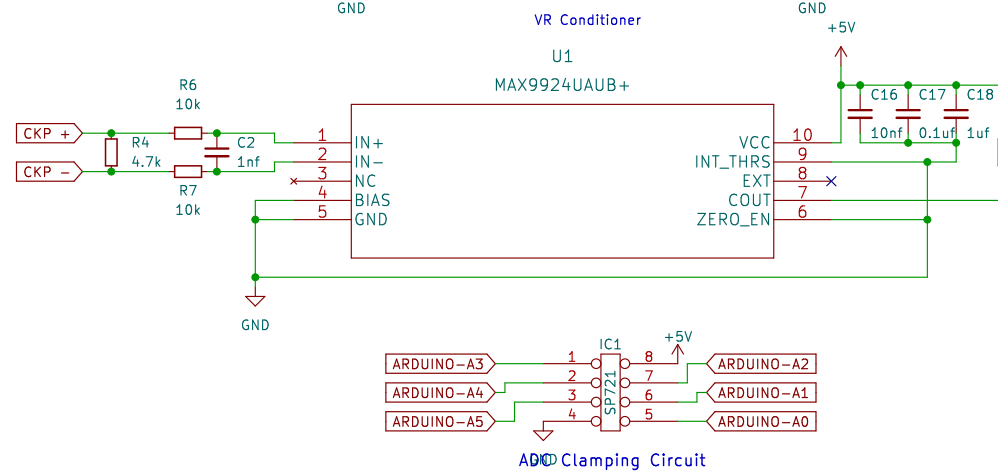 GND
VR Conditioner
GND
+5V
U1
MAX9924UAUB+
R6
10k
C16
C17
C18
10nf
0.1uf
1uf
CKP +
R4
4.7k
C2
1nf
CKP -
R7
10k
1
IN+
2
IN-
3
NC
4
BIAS
5
GND
VCC
10
INT_THRS
9
EXT
8
COUT
7
ZERO_EN
6
GND
IC1
+5V
SP721
ARDUINO-A3
1
8
ARDUINO-A2
ARDUINO-A4
2
7
ARDUINO-A1
ARDUINO-A5
3
6
ARDUINO-A0
4
5
GND
ADC Clamping Circuit